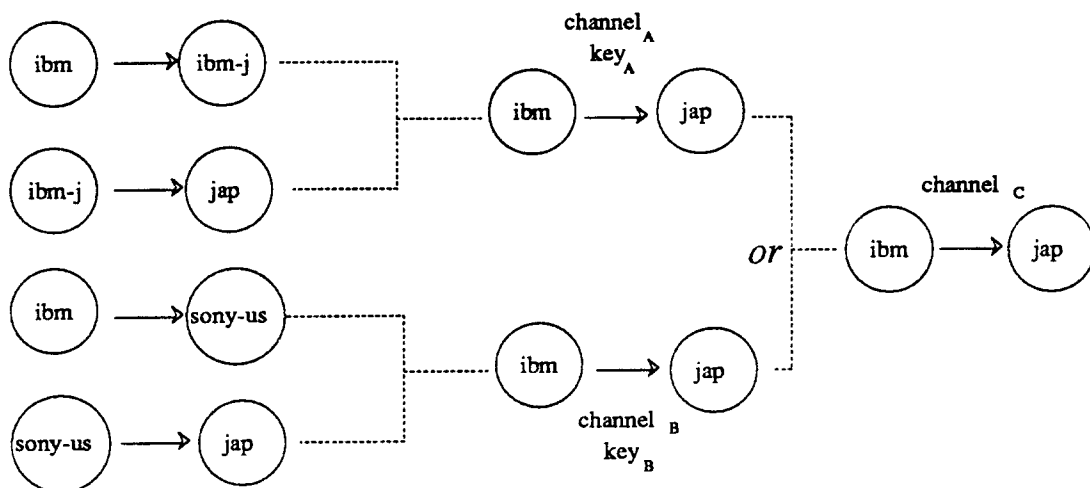 ibm
ibm-j
ibm-j
jap
ibm
sony-us
sony-us
jap
channel A
key A
ibm
jap
ibm
jap
channel B
key B
or
channel C
ibm
jap